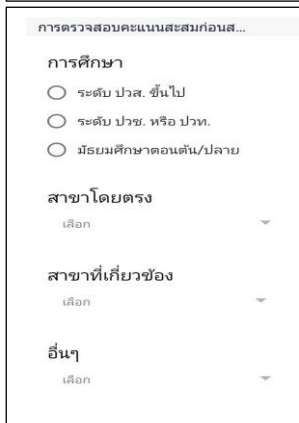 การตรวจสอบคะแนนสะสมก่อนส...
การศึกษา
ระดับ ปวส. ขึ้นไป
ระดับ ปวช. หรือ ปวท.
มัธยมศึกษาตอนต้น/ปลาย
สาขาโดยตรง
เลือก
สาขาที่เกี่ยวข้อง
เลือก
อื่นๆ
เลือก